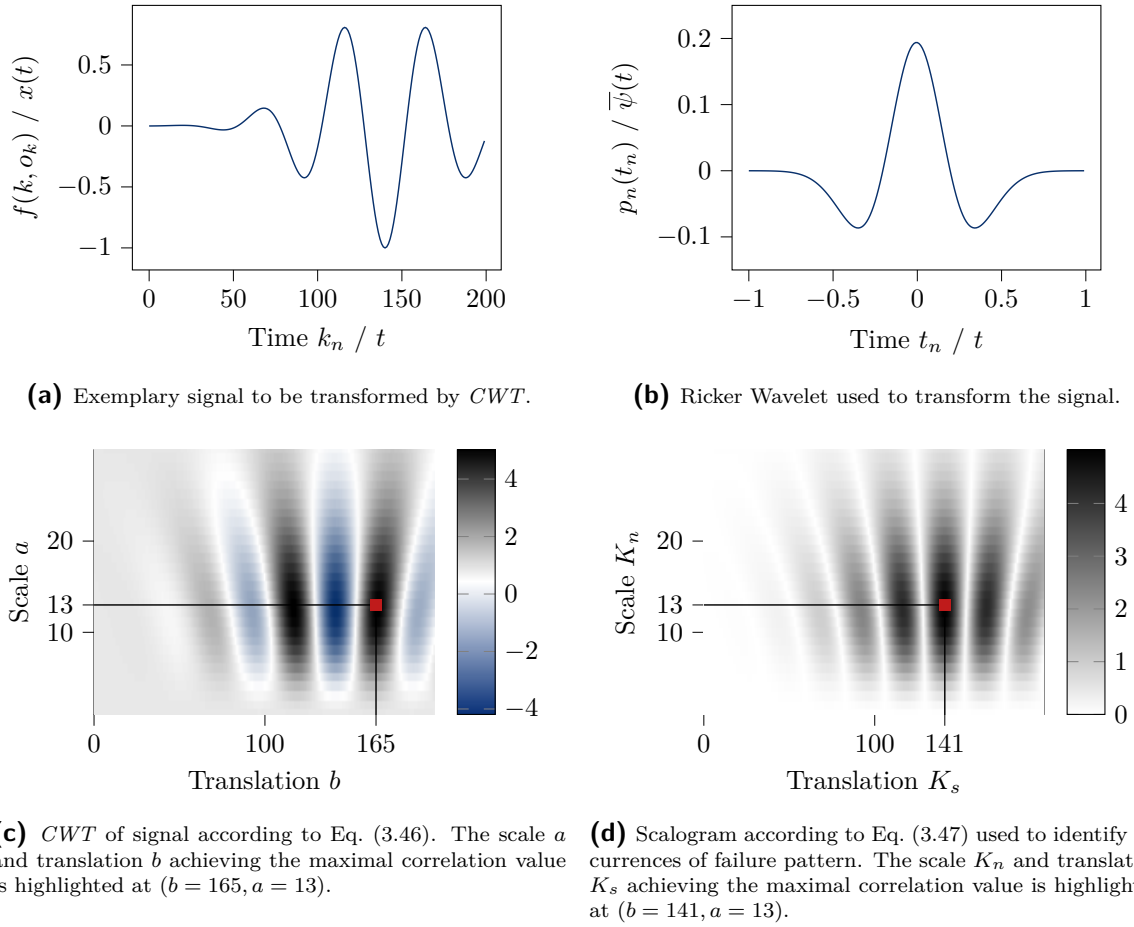 0.5
0
−0.5
−1
f(k, o_k) / x(t)
0 50 100 150 200
Time k_n / t
(a) Exemplary signal to be transformed by CWT.
0.2
0.1
0
−0.1
p_n(t_n) / \overline{ψ}(t)
−1 −0.5 0 0.5 1
Time t_n / t
(b) Ricker Wavelet used to transform the signal.
20
13
10
Scale a
0 100 165
Translation b
4
2
0
−2
−4
(c) CWT of signal according to Eq. (3.46). The scale a
and translation b achieving the maximal correlation value
is highlighted at (b = 165, a = 13).
20
13
10
Scale K_n
0 100 141
Translation K_s
4
3
2
1
0
(d) Scalogram according to Eq. (3.47) used to identify
currences of failure pattern. The scale K_n and translat
K_s achieving the maximal correlation value is highligh
at (b = 141, a = 13).